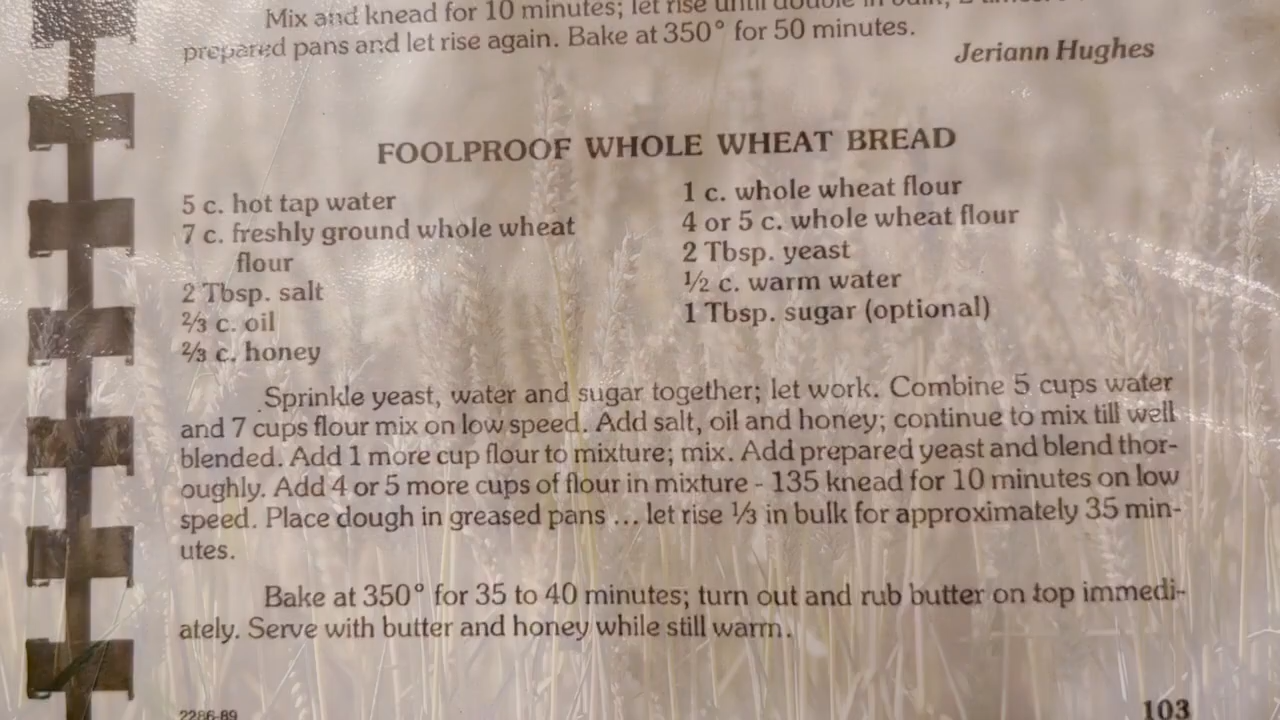 Mix and knead for 10 minutes; let rise until double in bulk, 2
prepared pans and let rise again. Bake at 350° for 50 minutes.
Jeriann Hughes
FOOLPROOF WHOLE WHEAT BREAD
5 c. hot tap water
7 c. freshly ground whole wheat
flour
2 Tbsp. salt
⅔ c. oil
⅔ c. honey
1 c. whole wheat flour
4 or 5 c. whole wheat flour
2 Tbsp. yeast
½ c. warm water
1 Tbsp. sugar (optional)
Sprinkle yeast, water and sugar together; let work. Combine 5 cups water
and 7 cups flour mix on low speed. Add salt, oil and honey; continue to mix till well
blended. Add 1 more cup flour to mixture; mix. Add prepared yeast and blend thor-
oughly. Add 4 or 5 more cups of flour in mixture - 135 knead for 10 minutes on low
speed. Place dough in greased pans ... let rise ⅓ in bulk for approximately 35 min-
utes.
Bake at 350° for 35 to 40 minutes; turn out and rub butter on top immedi-
ately. Serve with butter and honey while still warm.
2286-89
103